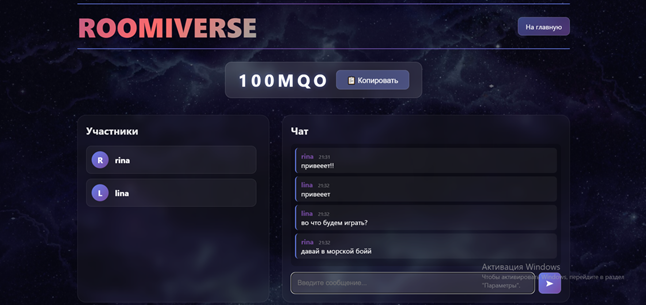 ROOMIVERSE
На главную
100MQO
Копировать
Участники
R rina
L lina
Чат
rina 21:31
привееет!!
lina 21:32
привееет
lina 21:32
во что будем играть?
rina 21:32
давай в морской бойй
Введите сообщение...
Активация Windows
Чтобы активировать Windows, перейдите в раздел
"Параметры".